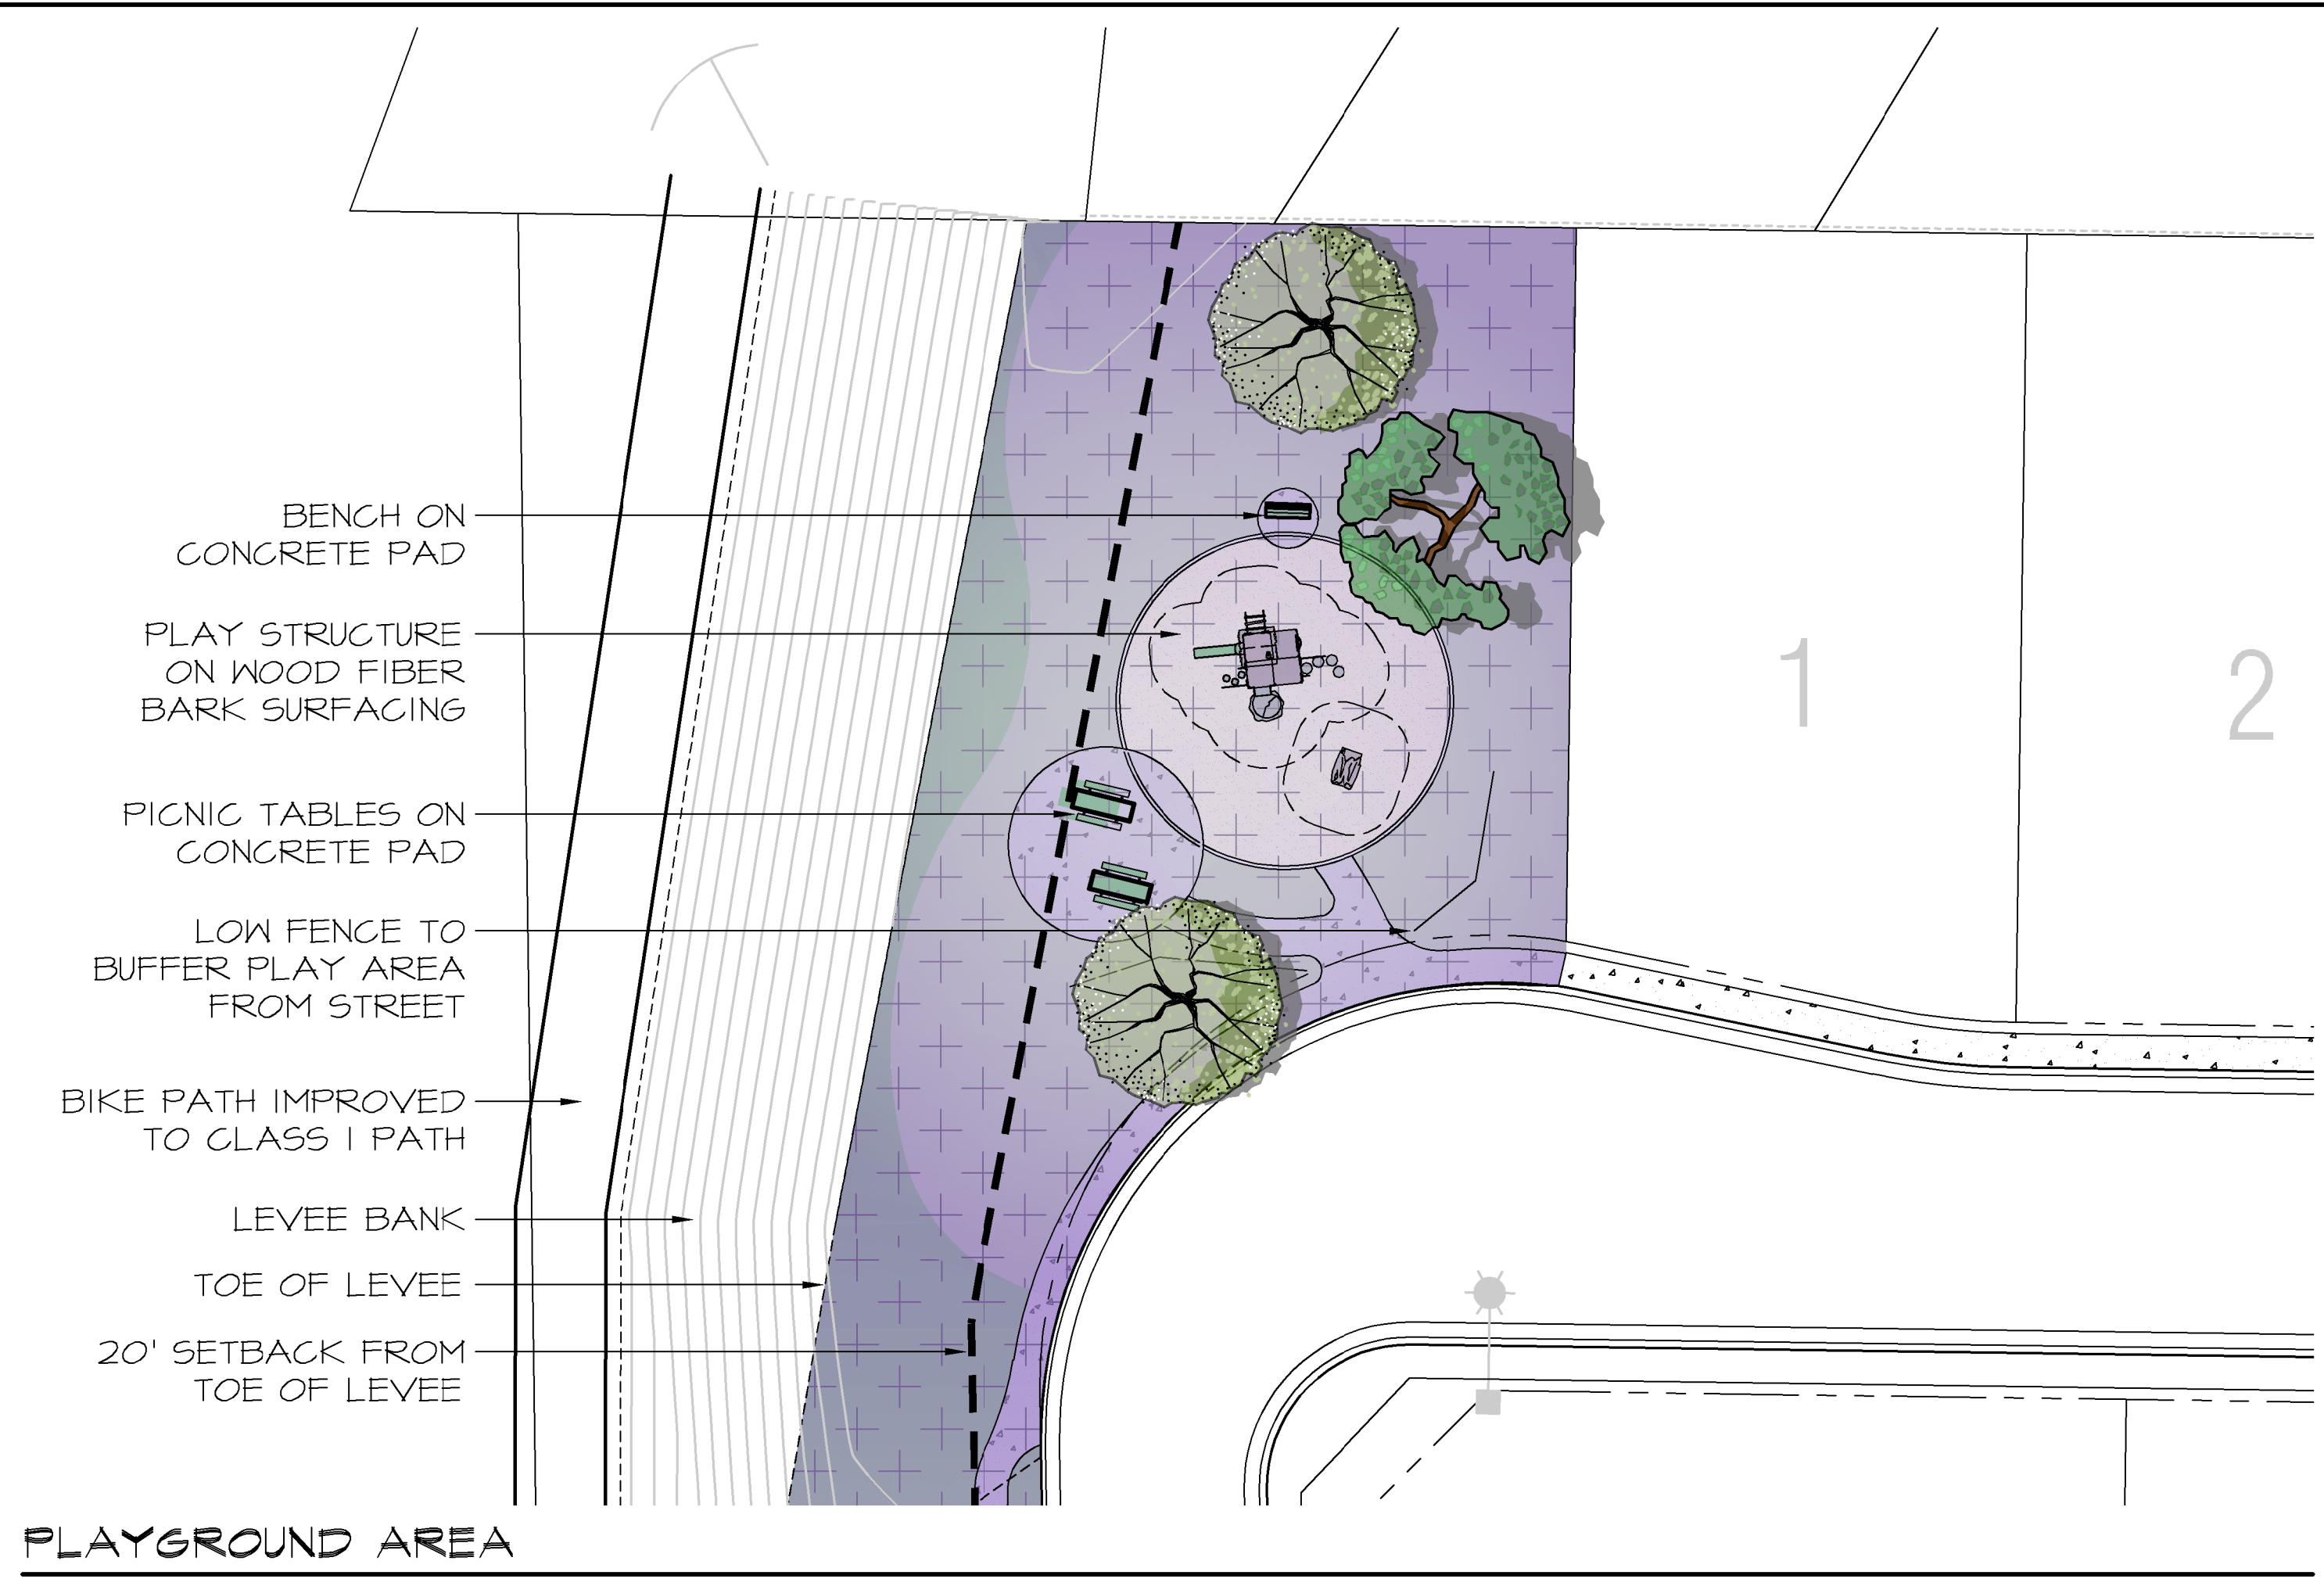 BENCH ON
CONCRETE PAD
PLAY STRUCTURE
ON WOOD FIBER
BARK SURFACING
PICNIC TABLES ON
CONCRETE PAD
LOW FENCE TO
BUFFER PLAY AREA
FROM STREET
BIKE PATH IMPROVED
TO CLASS I PATH
LEVEE BANK
TOE OF LEVEE
20' SETBACK FROM
TOE OF LEVEE
1
2
PLAYGROUND AREA